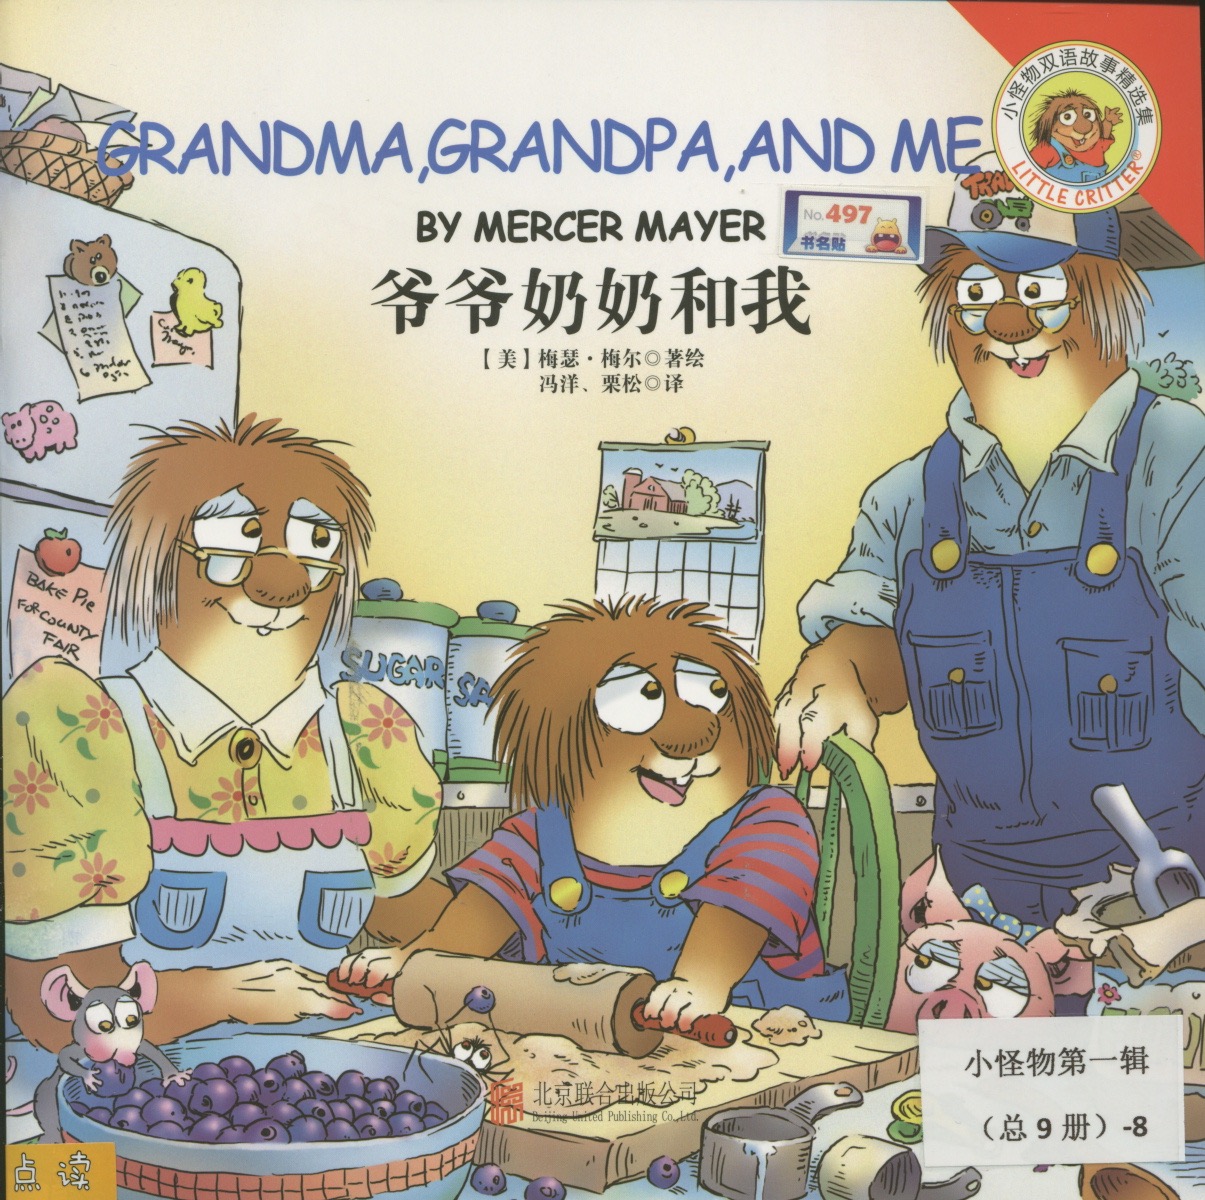 小怪物双语故事精选集
LITTLE CRITTER®
GRANDMA,GRANDPA,AND ME
BY MERCER MAYER
No.497
书名贴
爷爷奶奶和我
【美】梅瑟·梅尔◎著绘
冯洋、栗松◎译
BAKE PIE
FOR COUNTY
FAIR
SUGAR
北京联合出版公司
Beijing United Publishing Co.,Ltd.
小怪物第一辑
（总 9 册）-8
点读